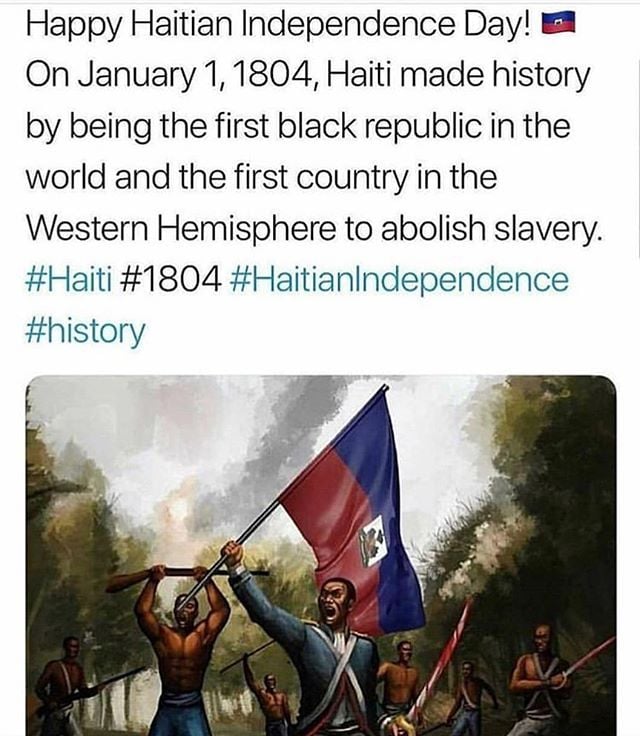 Happy Haitian Independence Day! 🇭🇹
On January 1, 1804, Haiti made history
by being the first black republic in the
world and the first country in the
Western Hemisphere to abolish slavery.
#Haiti #1804 #HaitianIndependence
#history